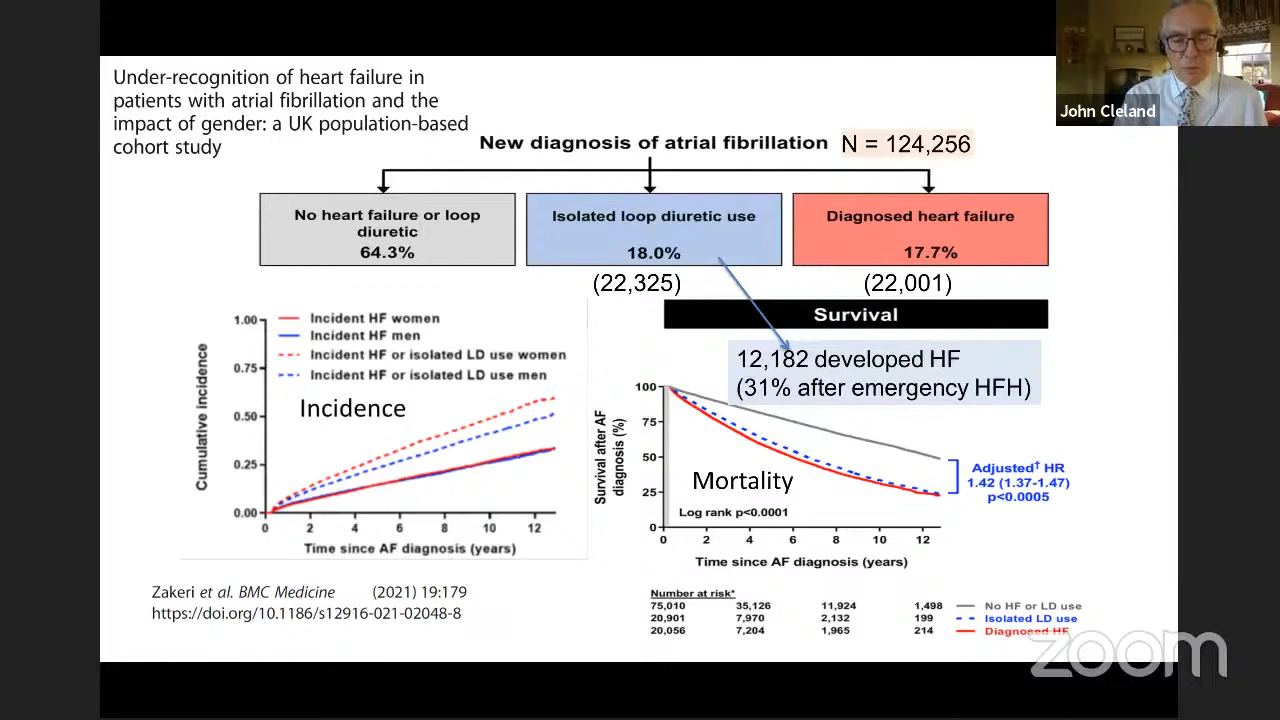 Under-recognition of heart failure in
patients with atrial fibrillation and the
impact of gender: a UK population-based
cohort study
John Cleland
New diagnosis of atrial fibrillation N = 124,256
No heart failure or loop
diuretic
64.3%
Isolated loop diuretic use
18.0%
Diagnosed heart failure
17.7%
(22,325)
(22,001)
Incident HF women
Incident HF men
Incident HF or isolated LD use women
Incident HF or isolated LD use men
Incidence
Cumulative incidence
1.00
0.75
0.50
0.25
0.00
0 2 4 6 8 10 12
Time since AF diagnosis (years)
Survival
12,182 developed HF
(31% after emergency HFH)
Survival after AF
diagnosis (%)
100
75
50
25
0
Mortality
Log rank p<0.0001
Adjusted† HR
1.42 (1.37-1.47)
p<0.0005
0 2 4 6 8 10 12
Time since AF diagnosis (years)
Zakeri et al. BMC Medicine (2021) 19:179
https://doi.org/10.1186/s12916-021-02048-8
Number at risk*
75,010 35,126 11,924 1,498 No HF or LD use
20,901 7,970 2,132 199 Isolated LD use
20,056 7,204 1,965 214 Diagnosed HF
zoom